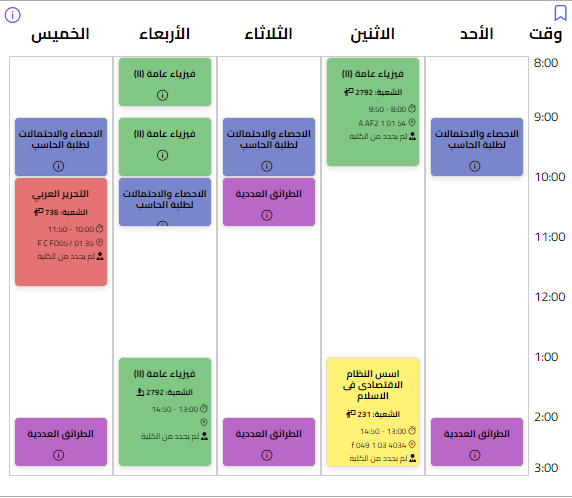 وقت
الأحد
الاثنين
الثلاثاء
الأربعاء
الخميس
8:00
9:00
10:00
11:00
12:00
1:00
2:00
3:00
الاحصاء والاحتمالات
لطلبة الحاسب
الطرائق العددية
فيزياء عامة (II)
الشعبة: 2792
9:50 - 8:00
A AF2 1 01 54
لم يحدد من الكلية
اسس النظام
الاقتصادى فى
الاسلام
الشعبة: 231
14:50 - 13:00
f 049 1 03 4034
لم يحدد من الكلية
الاحصاء والاحتمالات
لطلبة الحاسب
الطرائق العددية
الطرائق العددية
فيزياء عامة (II)
فيزياء عامة (II)
الاحصاء والاحتمالات
لطلبة الحاسب
فيزياء عامة (II)
الشعبة: 2792
14:50 - 13:00
لم يحدد من الكلية
الاحصاء والاحتمالات
لطلبة الحاسب
التحرير العربي
الشعبة: 736
11:50 - 10:00
F C F005/ 01 35
لم يحدد من الكلية
الطرائق العددية